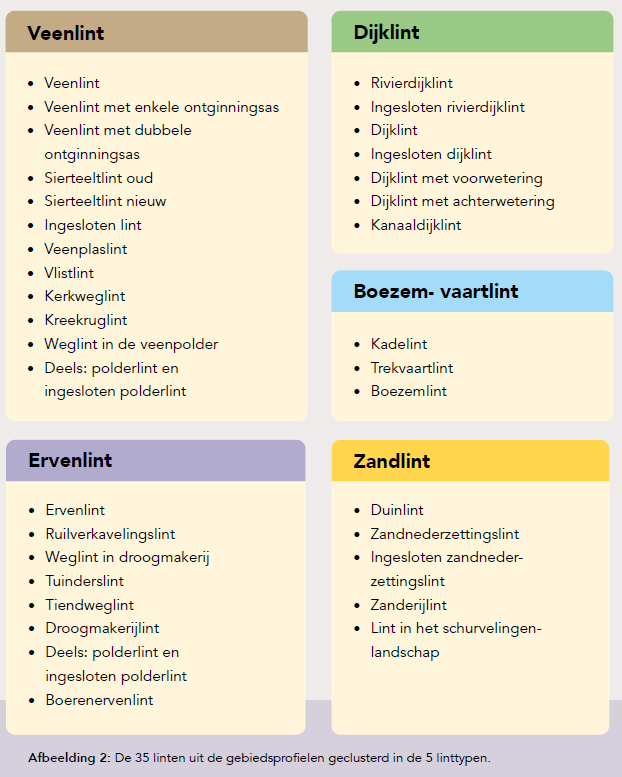 Veenlint
• Veenlint
• Veenlint met enkele ontginningsas
• Veenlint met dubbele
ontginningsas
• Sierteeltlint oud
• Sierteeltlint nieuw
• Ingesloten lint
• Veenplaslint
• Vlistlint
• Kerkweglint
• Kreekruglint
• Weglint in de veenpolder
• Deels: polderlint en
ingesloten polderlint
Dijklint
• Rivierdijklint
• Ingesloten rivierdijklint
• Dijklint
• Ingesloten dijklint
• Dijklint met voorwetering
• Dijklint met achterwetering
• Kanaaldijklint
Boezem- vaartlint
• Kadelint
• Trekvaartlint
• Boezemlint
Ervenlint
• Ervenlint
• Ruilverkavelingslint
• Weglint in droogmakerij
• Tuinderslint
• Tiendweglint
• Droogmakerijlint
• Deels: polderlint en
ingesloten polderlint
• Boerenervenlint
Zandlint
• Duinlint
• Zandnederzettingslint
• Ingesloten zandneder-
zettingslint
• Zanderijlint
• Lint in het schurvelingen-
landschap
Afbeelding 2: De 35 linten uit de gebiedsprofielen geclusterd in de 5 linttypen.